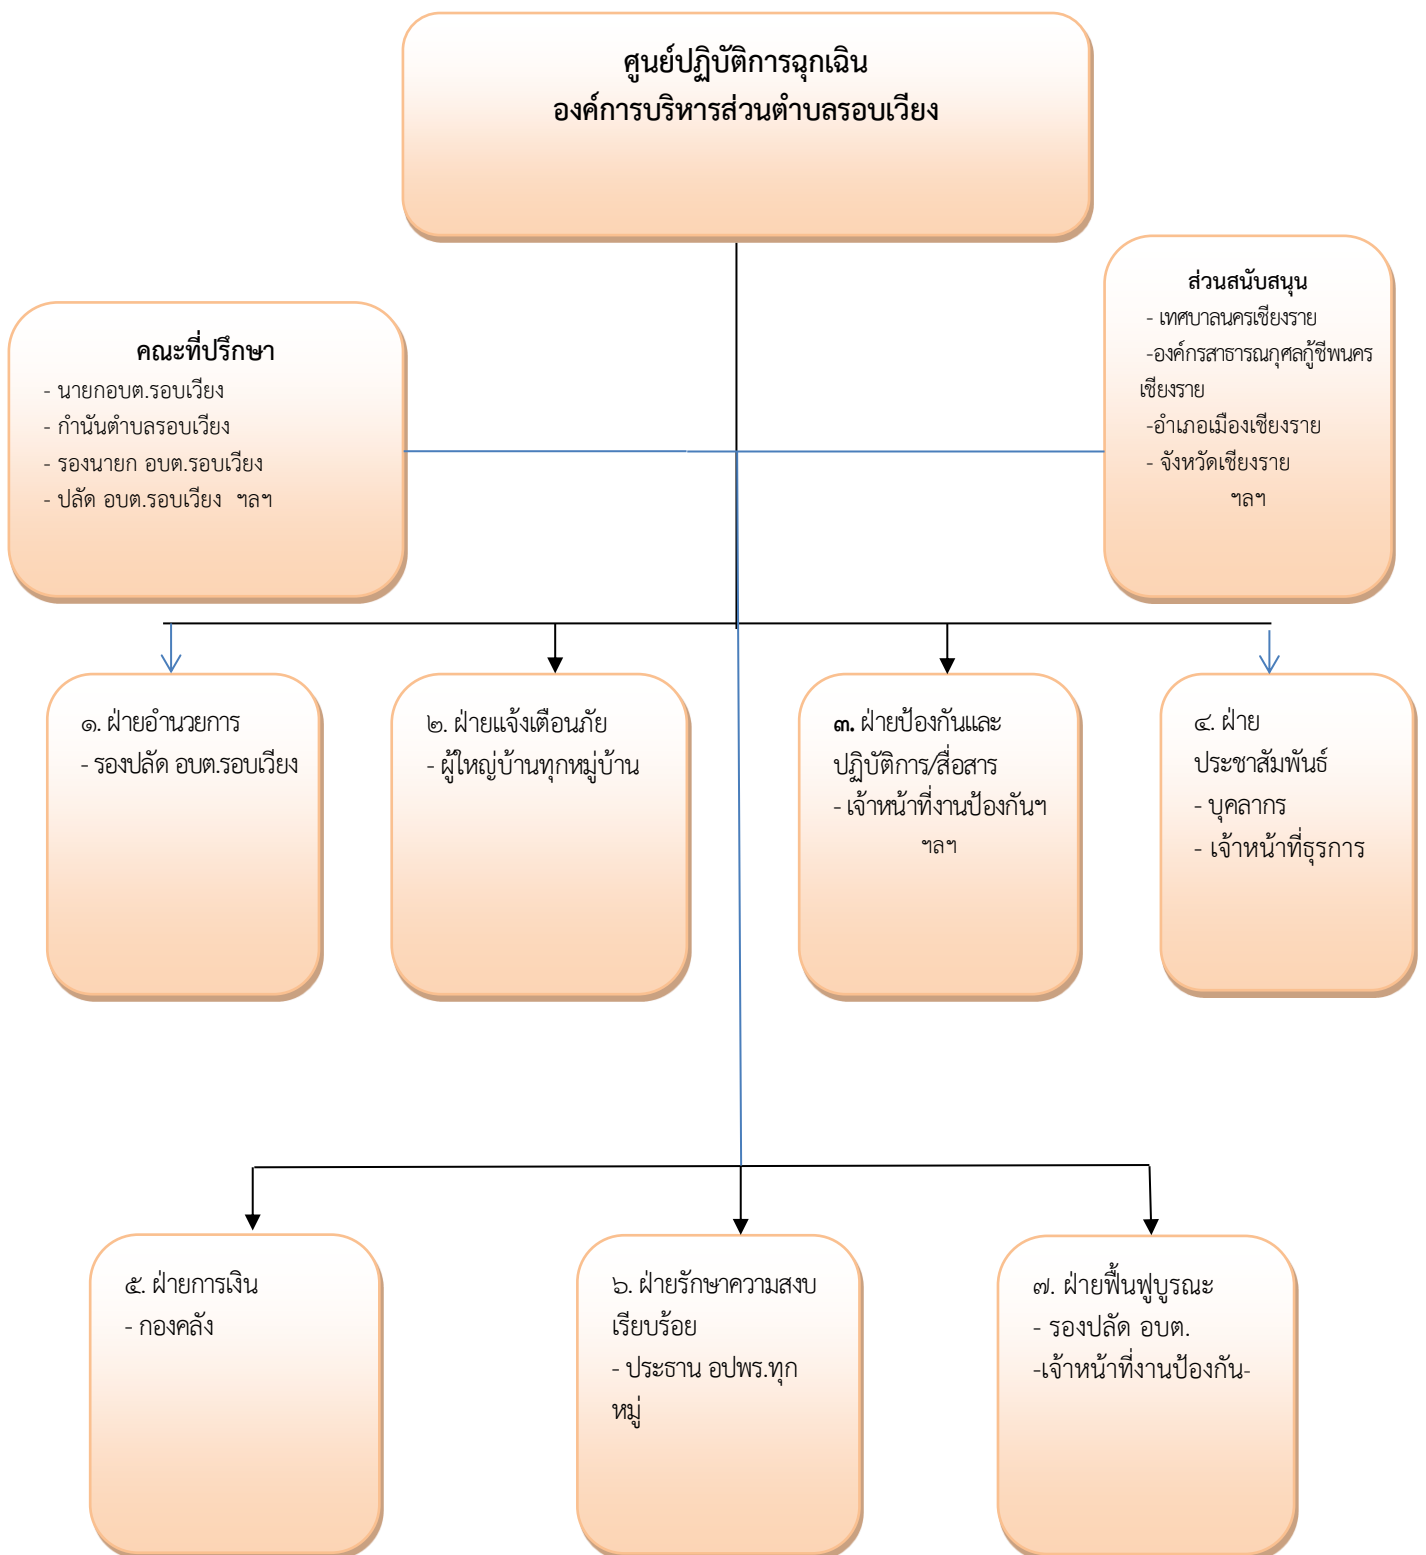 ศูนย์ปฏิบัติการฉุกเฉิน
องค์การบริหารส่วนตำบลรอบเวียง
คณะที่ปรึกษา
- นายกอบต.รอบเวียง
- กำนันตำบลรอบเวียง
- รองนายก อบต.รอบเวียง
- ปลัด อบต.รอบเวียง ฯลฯ
ส่วนสนับสนุน
- เทศบาลนครเชียงราย
-องค์กรสาธารณกุศลกู้ชีพนคร
เชียงราย
-อำเภอเมืองเชียงราย
- จังหวัดเชียงราย
ฯลฯ
๑. ฝ่ายอำนวยการ
- รองปลัด อบต.รอบเวียง
๒. ฝ่ายแจ้งเตือนภัย
- ผู้ใหญ่บ้านทุกหมู่บ้าน
๓. ฝ่ายป้องกันและ
ปฏิบัติการ/สื่อสาร
- เจ้าหน้าที่งานป้องกันฯ
ฯลฯ
๔. ฝ่าย
ประชาสัมพันธ์
- บุคลากร
- เจ้าหน้าที่ธุรการ
๕. ฝ่ายการเงิน
- กองคลัง
๖. ฝ่ายรักษาความสงบ
เรียบร้อย
- ประธาน อปพร.ทุก
หมู่
๗. ฝ่ายฟื้นฟูบูรณะ
- รองปลัด อบต.
-เจ้าหน้าที่งานป้องกัน-